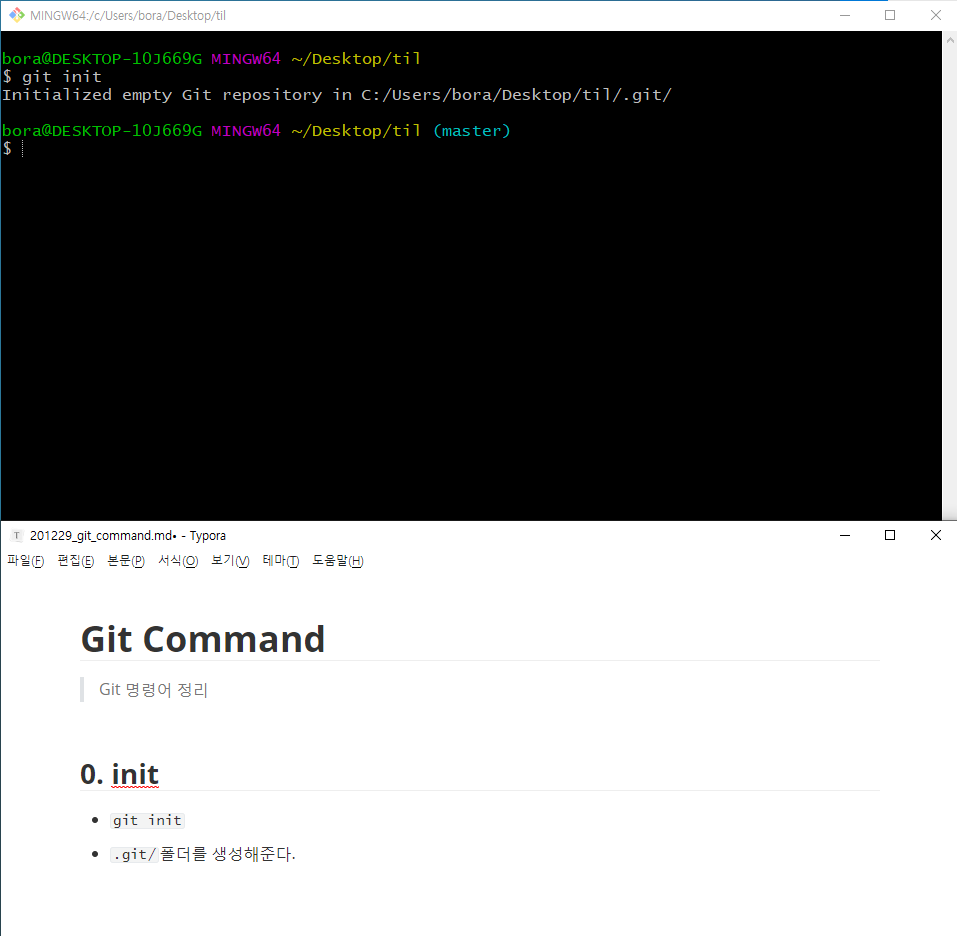 MINGW64:/c/Users/bora/Desktop/til
bora@DESKTOP-1OJ669G MINGW64 ~/Desktop/til
$ git init
Initialized empty Git repository in C:/Users/bora/Desktop/til/.git/
bora@DESKTOP-1OJ669G MINGW64 ~/Desktop/til (master)
$
201229_git_command.md• - Typora
파일(F) 편집(E) 본문(P) 서식(O) 보기(V) 테마(T) 도움말(H)
Git Command
Git 명령어 정리
0. init
• git init
• .git/ 폴더를 생성해준다.